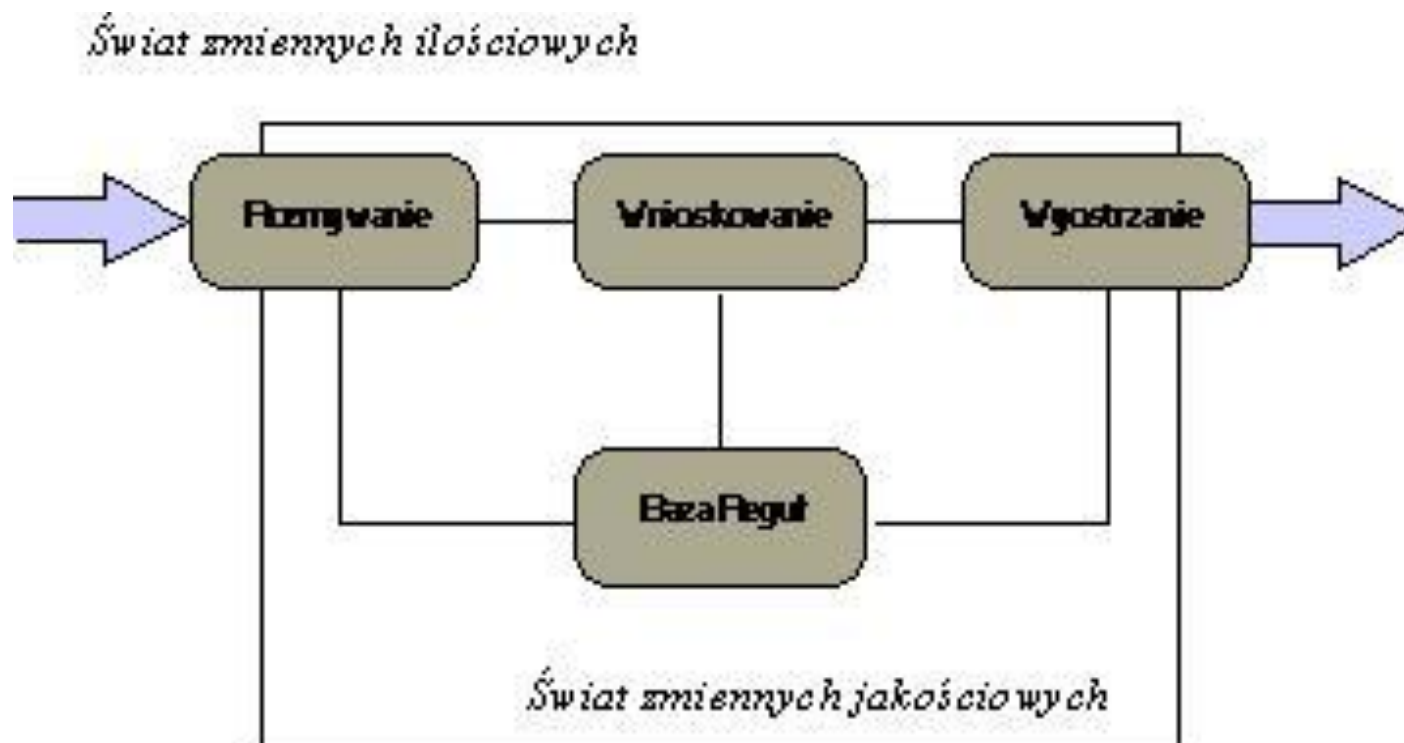 Świat zmiennych ilościowych
Rozmywanie
Wnioskowanie
Wyostrzanie
Baza Reguł
Świat zmiennych jakościowych